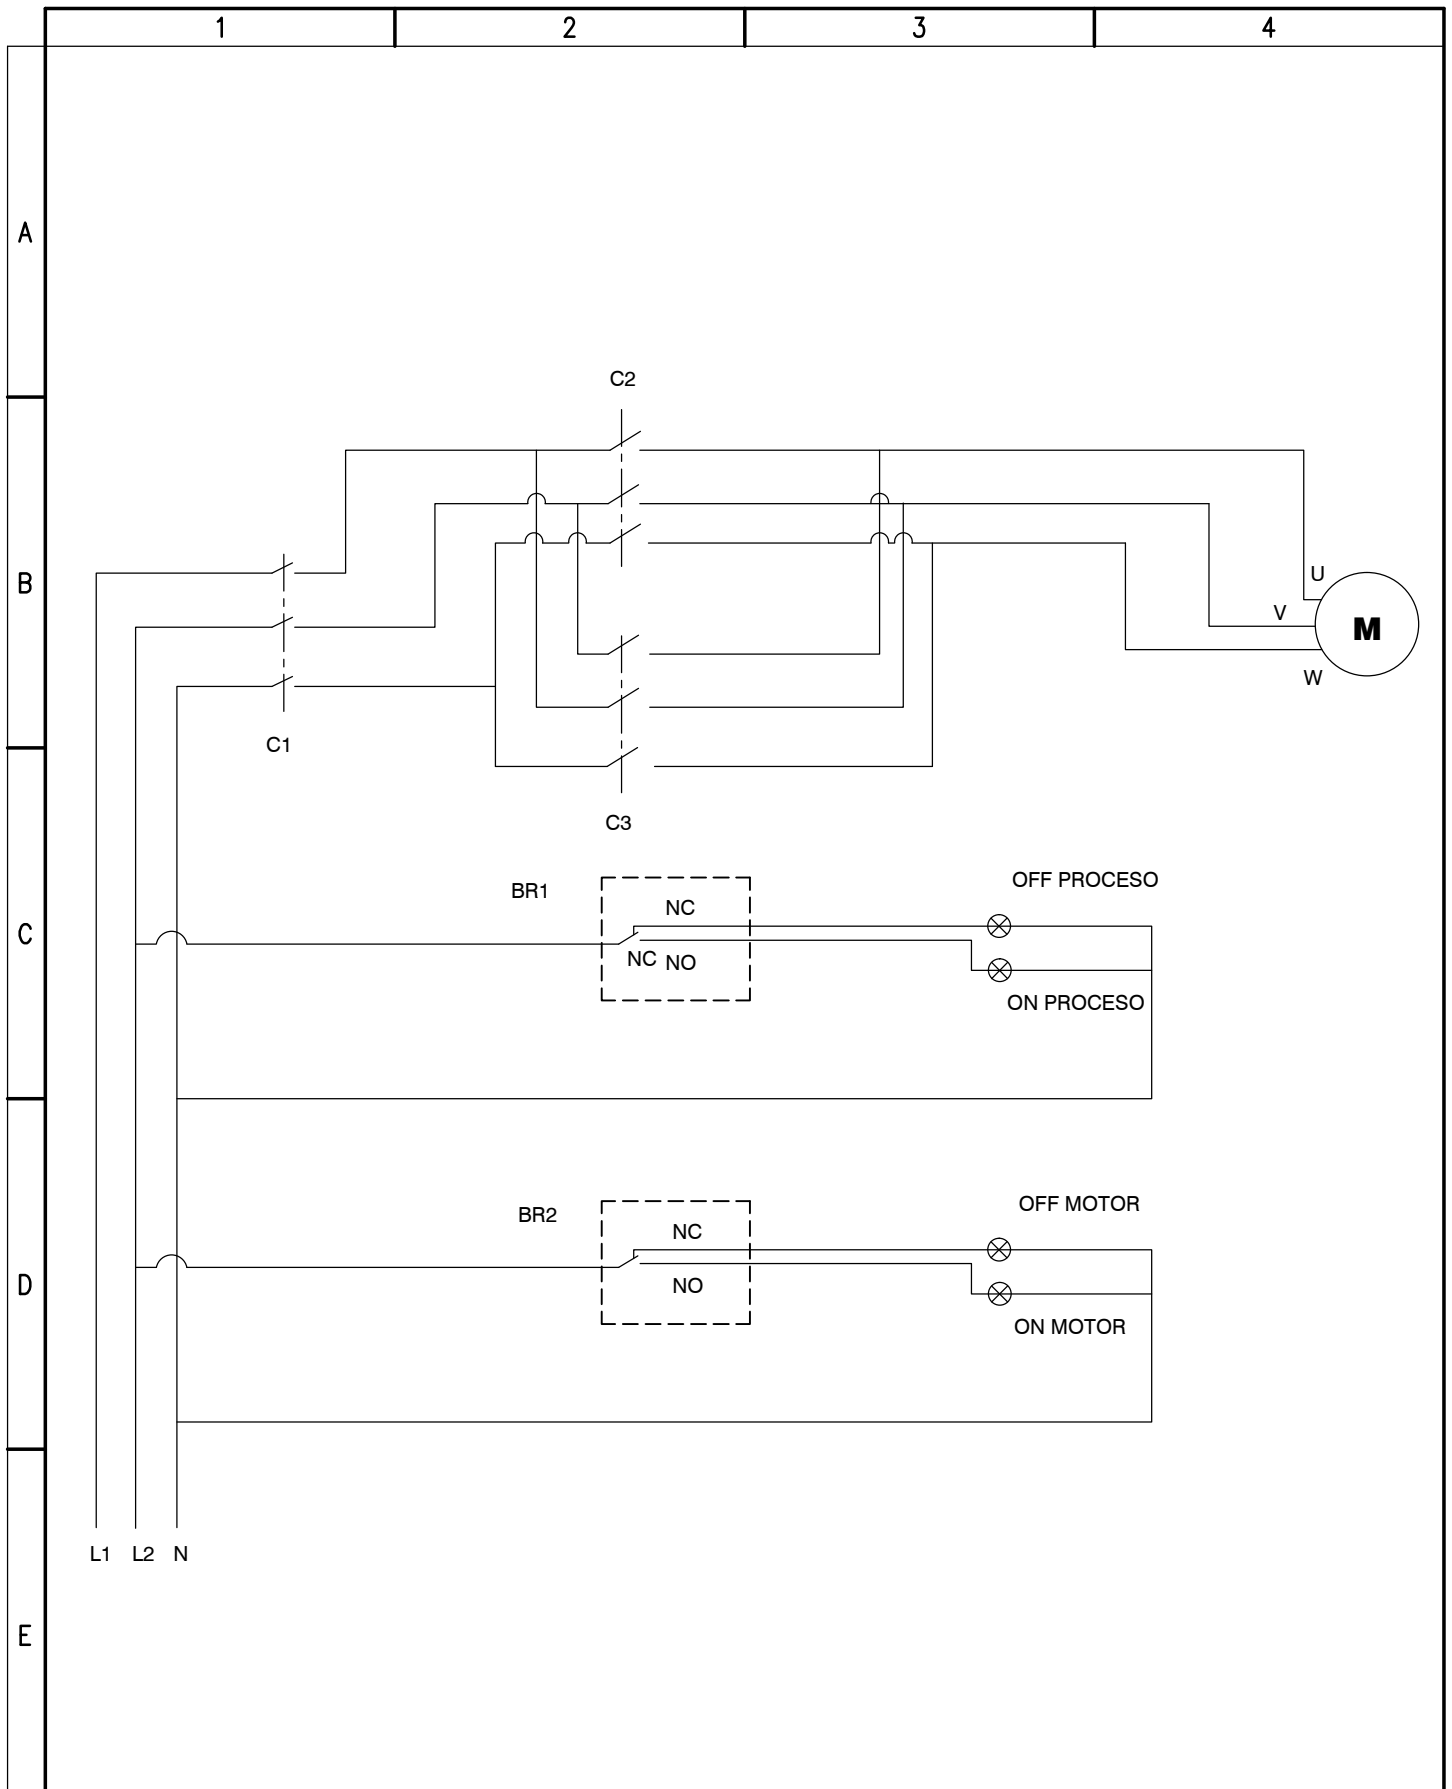 1 2 3 4
A
C2
B
U
V
M
W
C1
C3
OFF PROCESO
BR1
NC
C
NC NO
ON PROCESO
OFF MOTOR
BR2
NC
D
NO
ON MOTOR
L1 L2 N
E